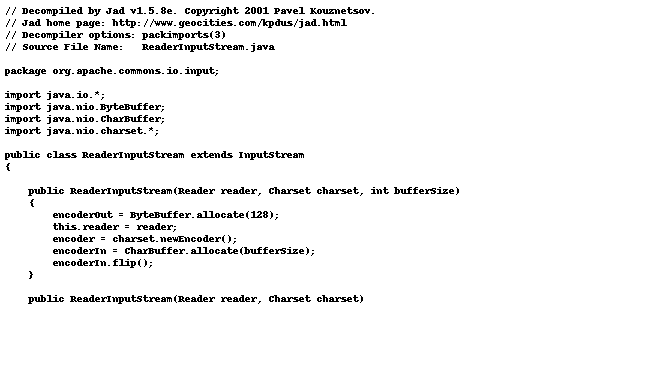 // Decompiled by Jad v1.5.8e. Copyright 2001 Pavel Kouznetsov.
// Jad home page: http://www.geocities.com/kpdus/jad.html
// Decompiler options: packimports(3)
// Source File Name:   ReaderInputStream.java

package org.apache.commons.io.input;

import java.io.*;
import java.nio.ByteBuffer;
import java.nio.CharBuffer;
import java.nio.charset.*;

public class ReaderInputStream extends InputStream
{

    public ReaderInputStream(Reader reader, Charset charset, int bufferSize)
    {
        encoderOut = ByteBuffer.allocate(128);
        this.reader = reader;
        encoder = charset.newEncoder();
        encoderIn = CharBuffer.allocate(bufferSize);
        encoderIn.flip();
    }

    public ReaderInputStream(Reader reader, Charset charset)